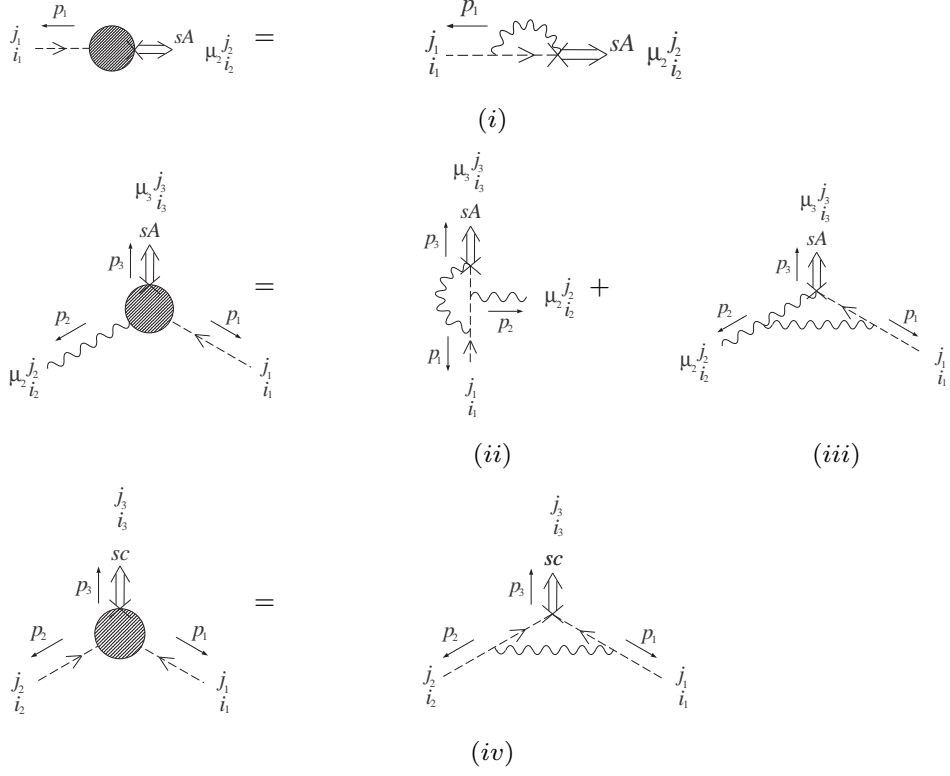 p₁
j₁ i₁ sA μ₂ j₂ i₂ = p₁ j₁ i₁ sA μ₂ j₂ i₂
(i)
μ₃ j₃ i₃ μ₃ j₃ i₃ μ₃ j₃ i₃
sA sA sA
p₃ = p₃ + p₃
p₂ p₁ μ₂ j₂ i₂ p₂ p₂ p₁
p₁
μ₂ j₂ i₂ j₁ i₁ j₁ i₁ μ₂ j₂ i₂ j₁ i₁
(ii) (iii)
j₃ i₃ j₃ i₃
sc sc
p₃ = p₃
p₂ p₁ p₂ p₁
j₂ i₂ j₁ i₁ j₂ i₂ j₁ i₁
(iv)